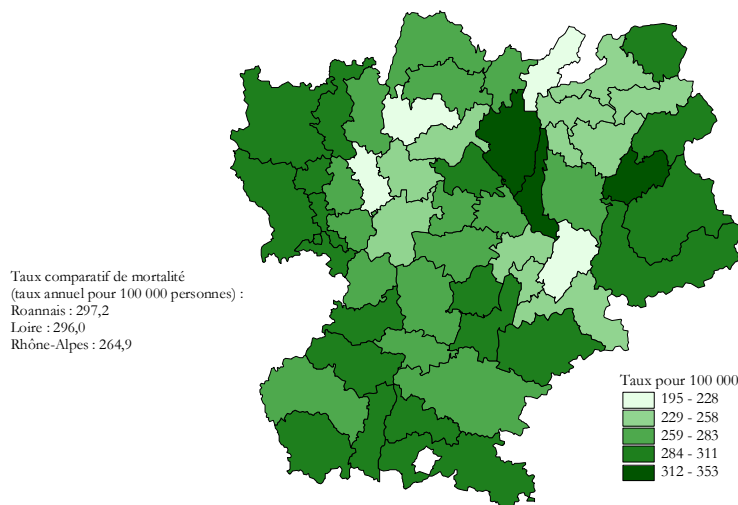 Taux comparatif de mortalité
(taux annuel pour 100 000 personnes) :
Roannais : 297,2
Loire : 296,0
Rhône-Alpes : 264,9
Taux pour 100 000
195 - 228
229 - 258
259 - 283
284 - 311
312 - 353